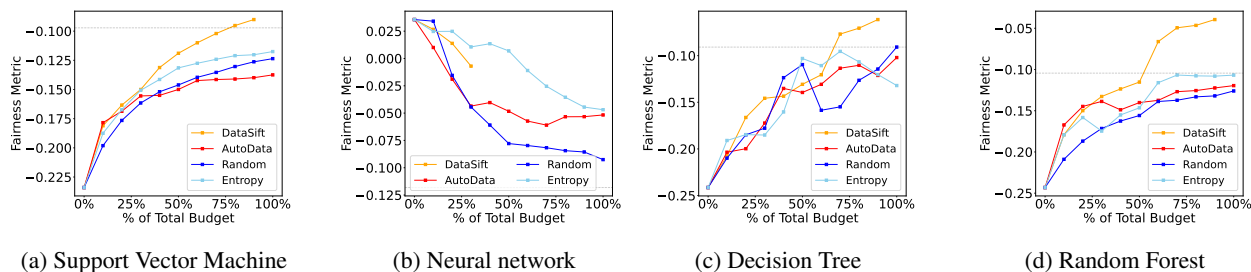 Fairness Metric
−0.100
−0.125
−0.150
−0.175
−0.200
−0.225
DataSift
AutoData
Random
Entropy
0% 25% 50% 75% 100%
% of Total Budget
(a) Support Vector Machine
Fairness Metric
0.025
0.000
−0.025
−0.050
−0.075
−0.100
−0.125
DataSift Random
AutoData Entropy
0% 25% 50% 75% 100%
% of Total Budget
(b) Neural network
Fairness Metric
−0.10
−0.15
−0.20
−0.25
DataSift
AutoData
Random
Entropy
0% 25% 50% 75% 100%
% of Total Budget
(c) Decision Tree
Fairness Metric
−0.05
−0.10
−0.15
−0.20
−0.25
DataSift
AutoData
Random
Entropy
0% 25% 50% 75% 100%
% of Total Budget
(d) Random Forest